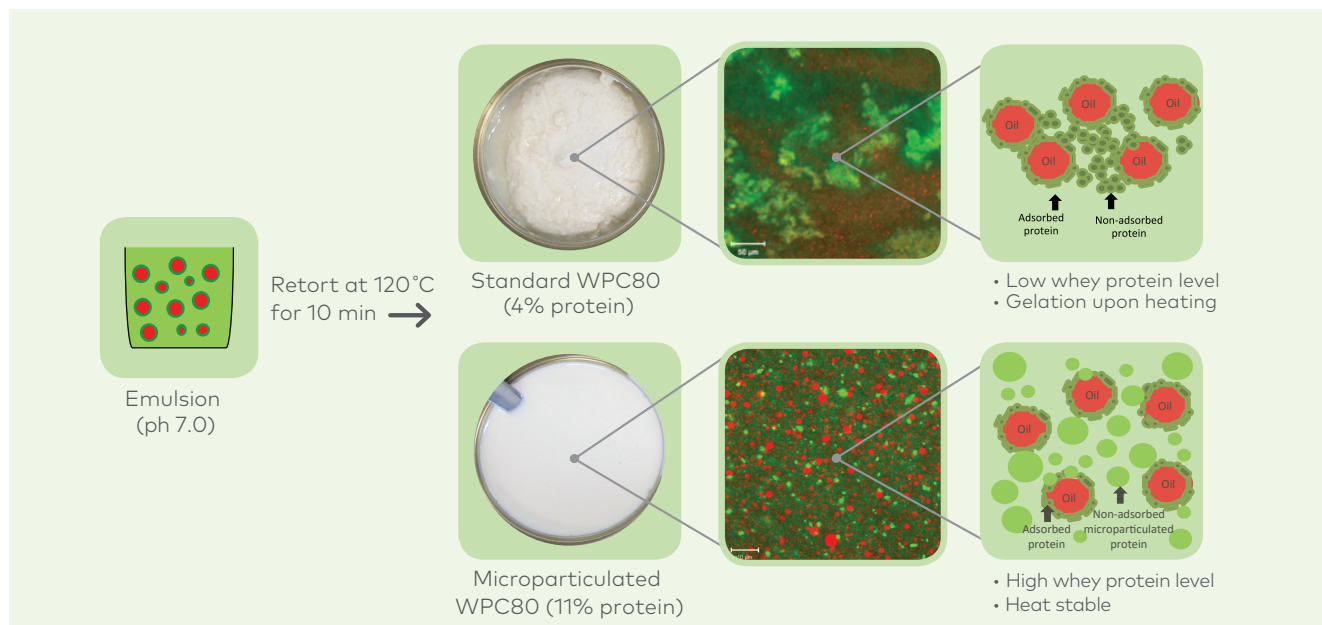 Emulsion
(ph 7.0)
Retort at 120°C
for 10 min
Standard WPC80
(4% protein)
50 µm
Oil
Oil
Oil
Oil
Oil
Adsorbed
protein
Non-adsorbed
protein
• Low whey protein level
• Gelation upon heating
Microparticulated
WPC80 (11% protein)
Oil
Oil
Oil
Oil
Oil
Adsorbed
protein
Non-adsorbed
microparticulated
protein
• High whey protein level
• Heat stable